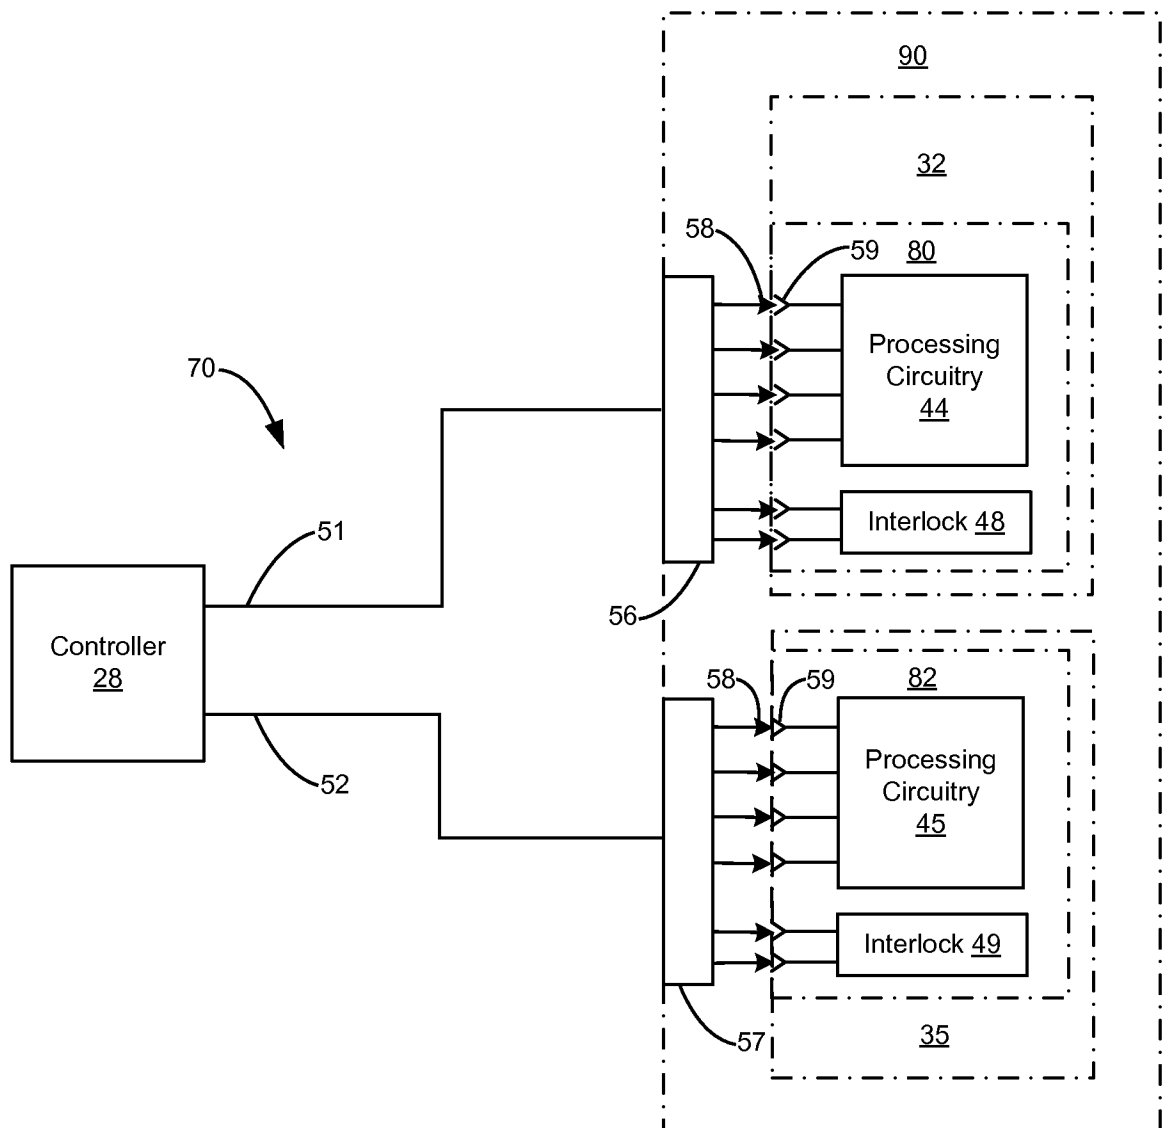 90
32
58
80
59
Processing
Circuitry
44
70
51
Interlock 48
56
Controller
28
58
59
82
52
Processing
Circuitry
45
Interlock 49
57
35